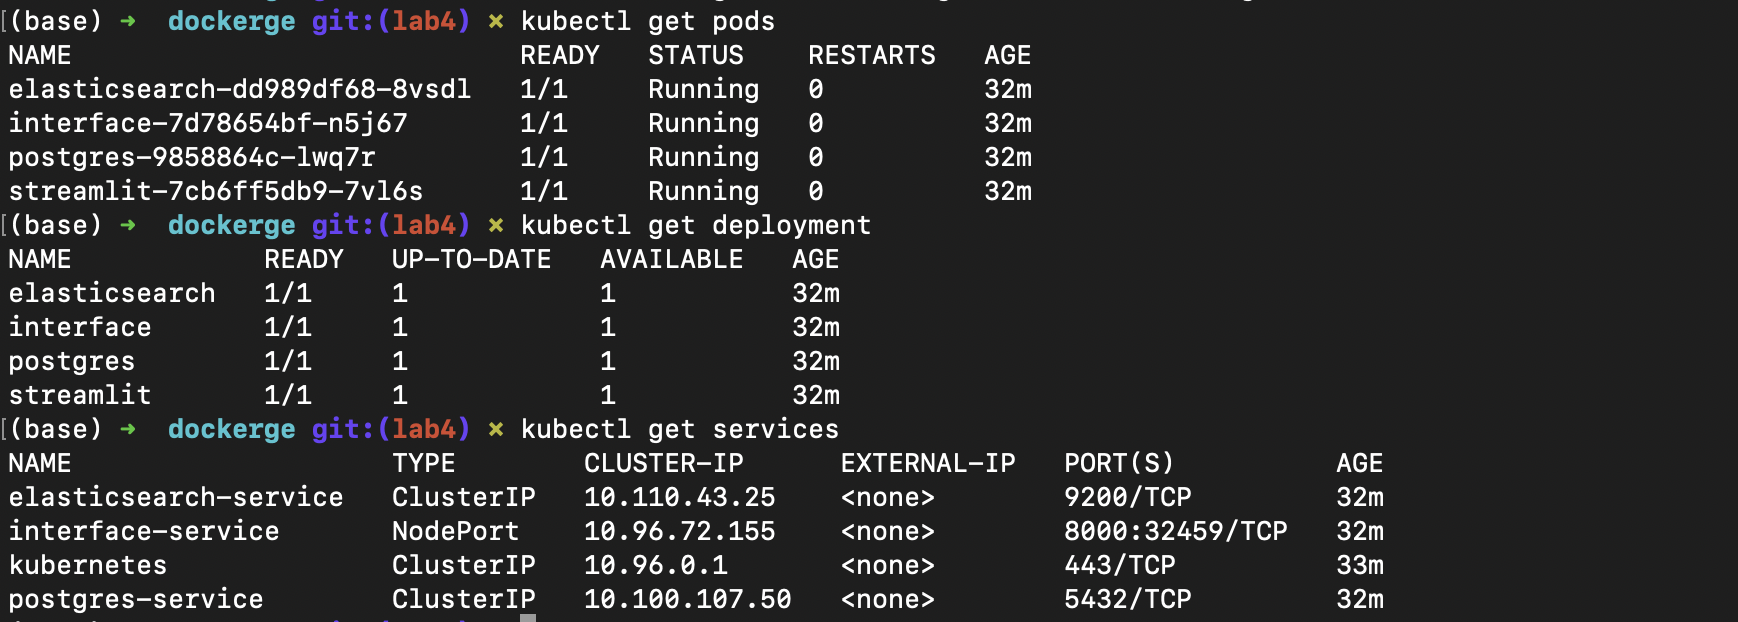 [(base) ➜  dockerge git:(lab4) ✗ kubectl get pods
NAME                            READY   STATUS    RESTARTS   AGE
elasticsearch-dd989df68-8vsdl   1/1     Running   0          32m
interface-7d78654bf-n5j67       1/1     Running   0          32m
postgres-9858864c-lwq7r         1/1     Running   0          32m
streamlit-7cb6ff5db9-7vl6s      1/1     Running   0          32m
[(base) ➜  dockerge git:(lab4) ✗ kubectl get deployment
NAME            READY   UP-TO-DATE   AVAILABLE   AGE
elasticsearch   1/1     1            1           32m
interface       1/1     1            1           32m
postgres        1/1     1            1           32m
streamlit       1/1     1            1           32m
[(base) ➜  dockerge git:(lab4) ✗ kubectl get services
NAME                    TYPE        CLUSTER-IP      EXTERNAL-IP   PORT(S)          AGE
elasticsearch-service   ClusterIP   10.110.43.25    <none>        9200/TCP         32m
interface-service       NodePort    10.96.72.155    <none>        8000:32459/TCP   32m
kubernetes              ClusterIP   10.96.0.1       <none>        443/TCP          33m
postgres-service        ClusterIP   10.100.107.50   <none>        5432/TCP         32m